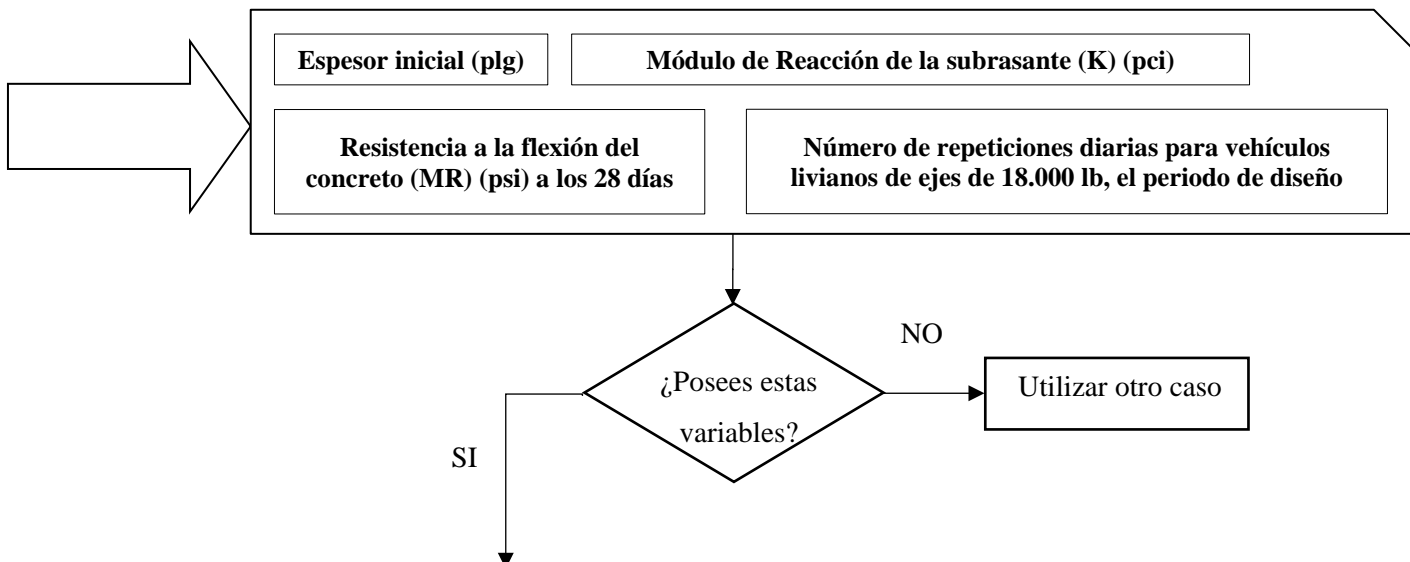 Espesor inicial (plg)
Módulo de Reacción de la subrasante (K) (pci)
Resistencia a la flexión del
concreto (MR) (psi) a los 28 días
Número de repeticiones diarias para vehículos
livianos de ejes de 18.000 lb, el periodo de diseño
NO
¿Posees estas
variables?
Utilizar otro caso
SI